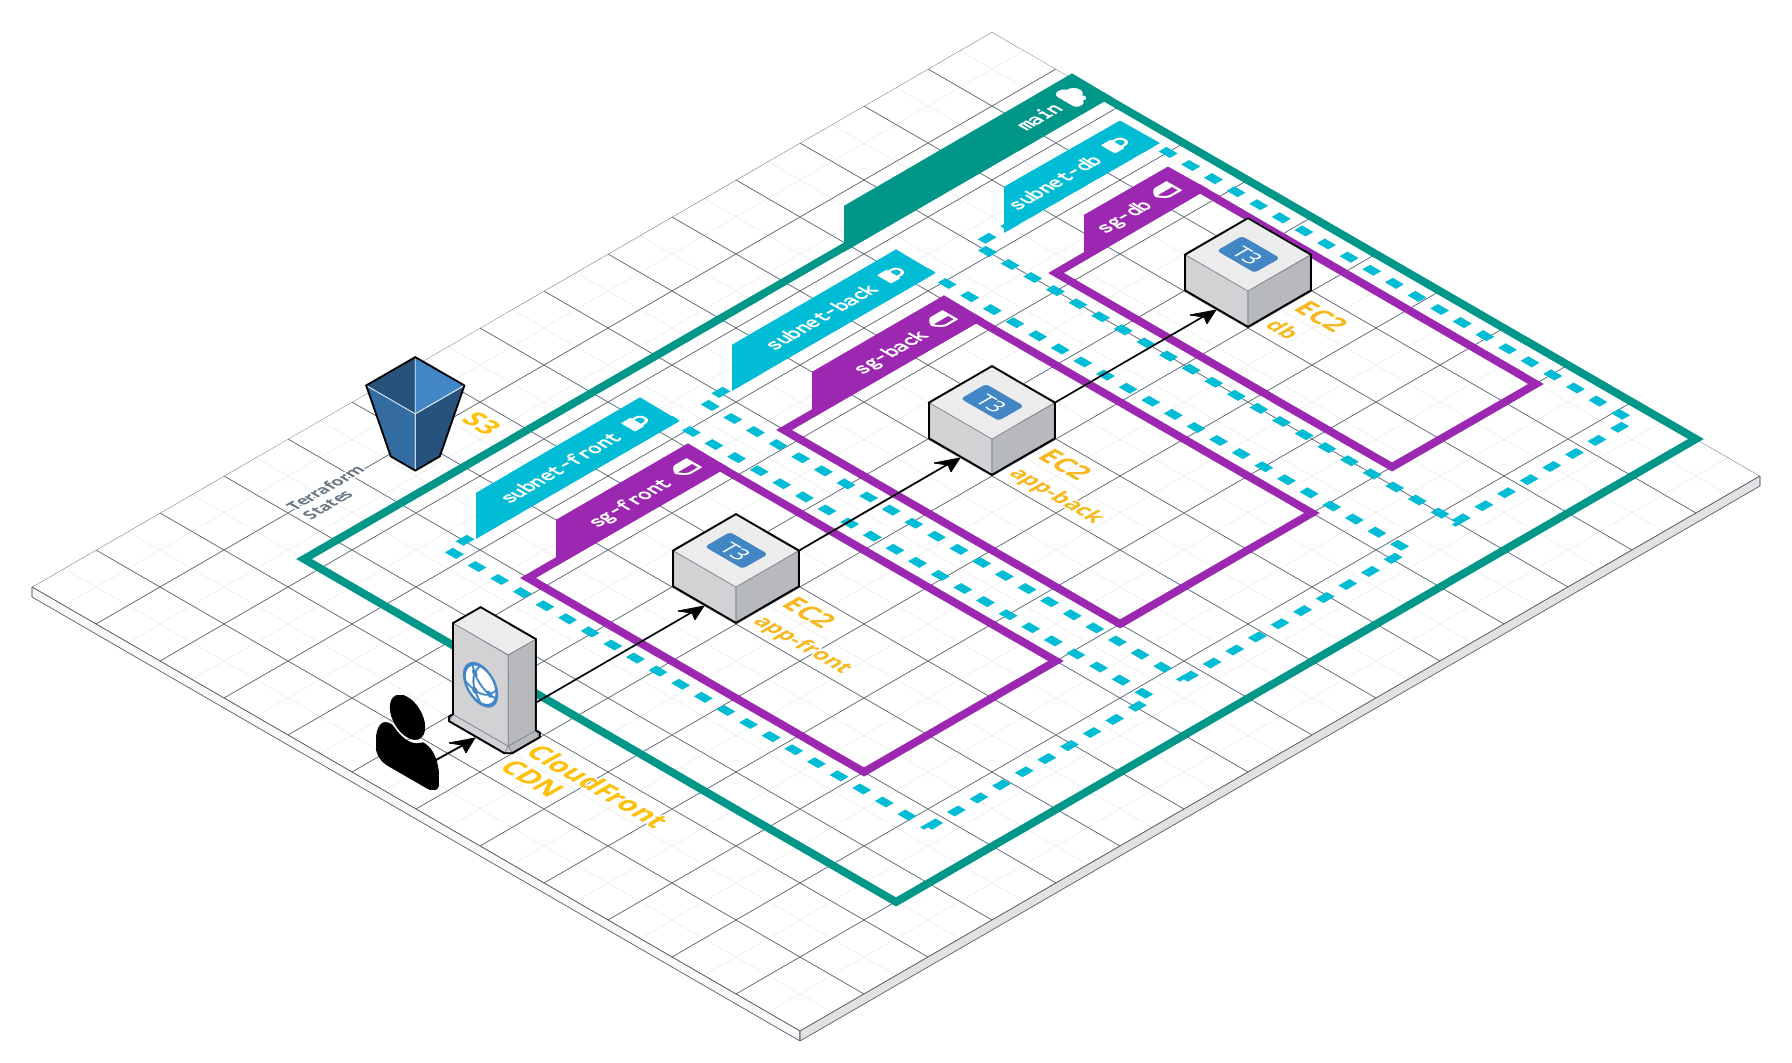 main
subnet-db
sg-db
T3
EC2
db
subnet-back
sg-back
T3
EC2
app-back
S3
Terraform
States
subnet-front
sg-front
T3
EC2
app-front
CloudFront
CDN